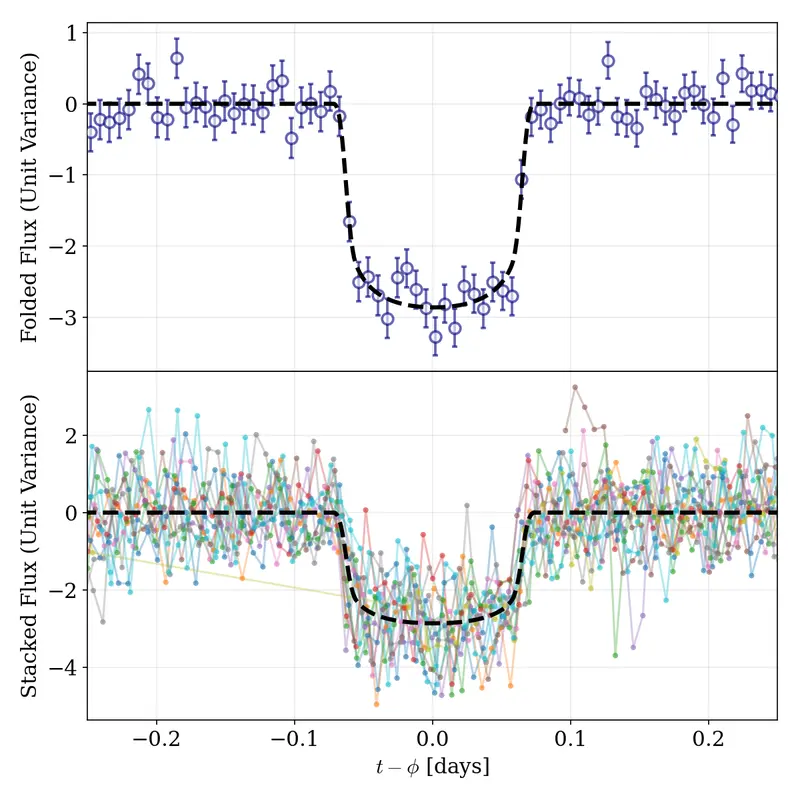 Folded Flux (Unit Variance)
1
0
−1
−2
−3
Stacked Flux (Unit Variance)
2
0
−2
−4
−0.2 −0.1 0.0 0.1 0.2
t − ϕ [days]